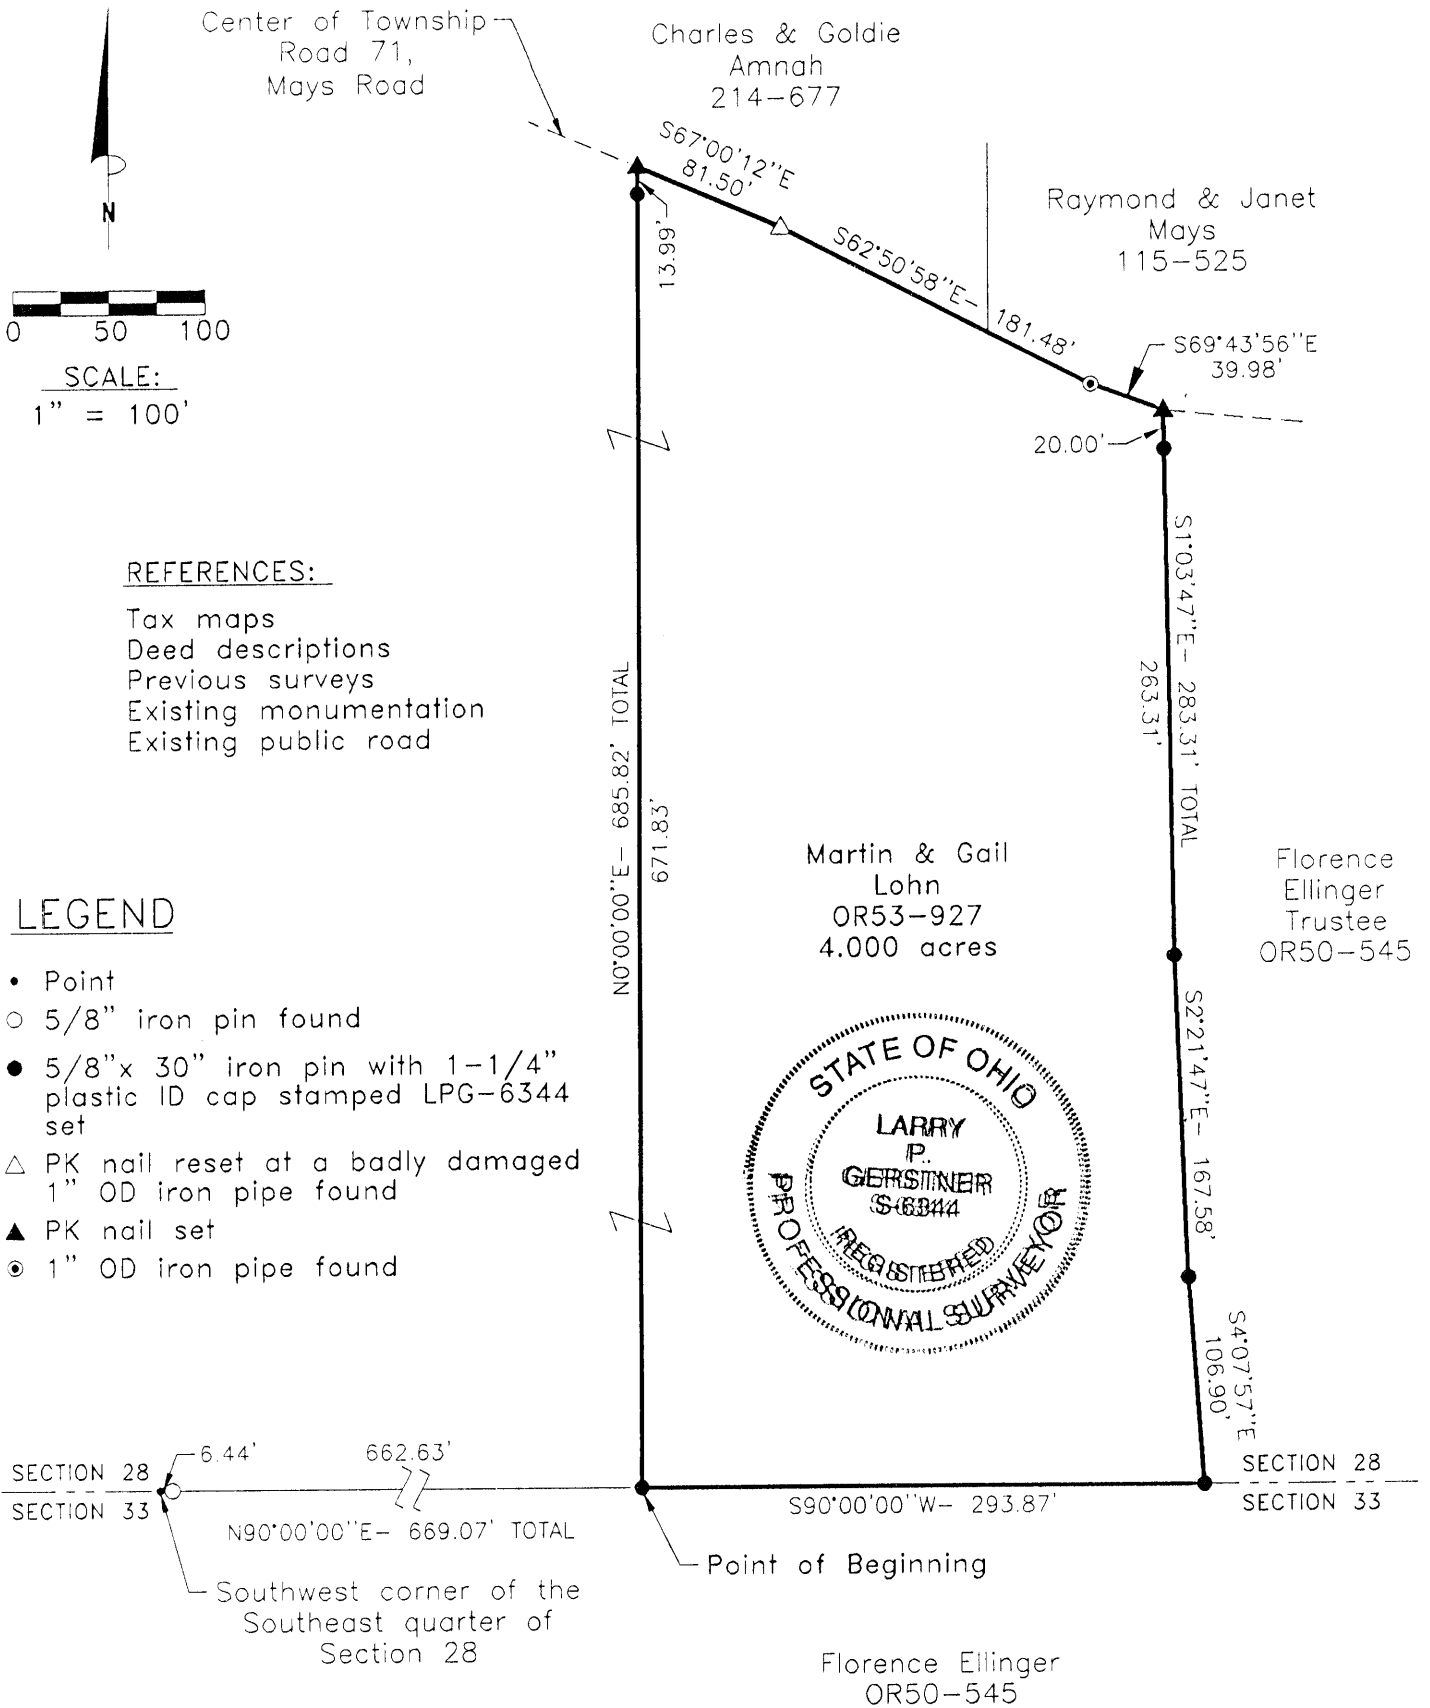 Center of Township
Road 71,
Mays Road
Charles & Goldie
Amnah
214-677
N
0 50 100
SCALE:
1" = 100'
S67°00'12"E
81.50'
13.99'
S62°50'58"E- 181.48'
Raymond & Janet
Mays
115-525
S69°43'56"E
39.98'
20.00'
REFERENCES:
Tax maps
Deed descriptions
Previous surveys
Existing monumentation
Existing public road
N0°00'00"E- 685.82' TOTAL
671.83'
S1°03'47"E- 283.31' TOTAL
263.31'
Martin & Gail
Lohn
OR53-927
4.000 acres
Florence
Ellinger
Trustee
OR50-545
LEGEND
Point
5/8" iron pin found
5/8"x 30" iron pin with 1-1/4"
plastic ID cap stamped LPG-6344
set
PK nail reset at a badly damaged
1" OD iron pipe found
PK nail set
1" OD iron pipe found
STATE OF OHIO
LARRY
P.
GERSTNER
S-6344
REGISTERED
PROFESSIONAL SURVEYOR
S2°21'47"E- 167.58'
S4°07'57"E
106.90'
SECTION 28
SECTION 33
6.44'
662.63'
N90°00'00"E- 669.07' TOTAL
S90°00'00"W- 293.87'
SECTION 28
SECTION 33
Point of Beginning
Southwest corner of the
Southeast quarter of
Section 28
Florence Ellinger
OR50-545